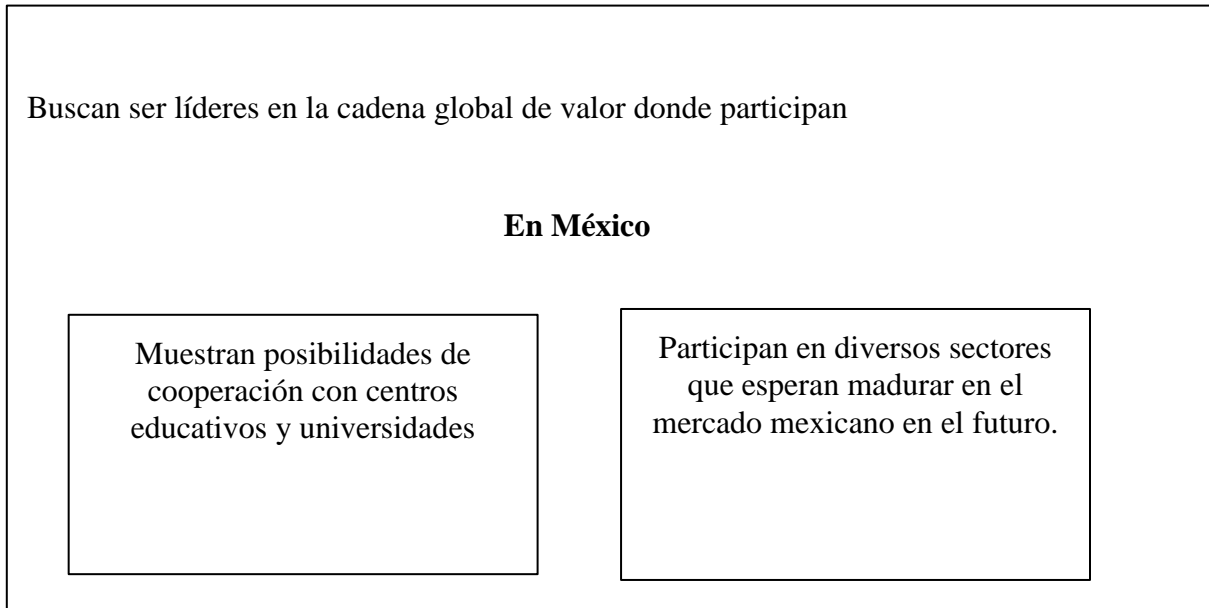 Buscan ser líderes en la cadena global de valor donde participan
En México
Muestran posibilidades de
cooperación con centros
educativos y universidades
Participan en diversos sectores
que esperan madurar en el
mercado mexicano en el futuro.